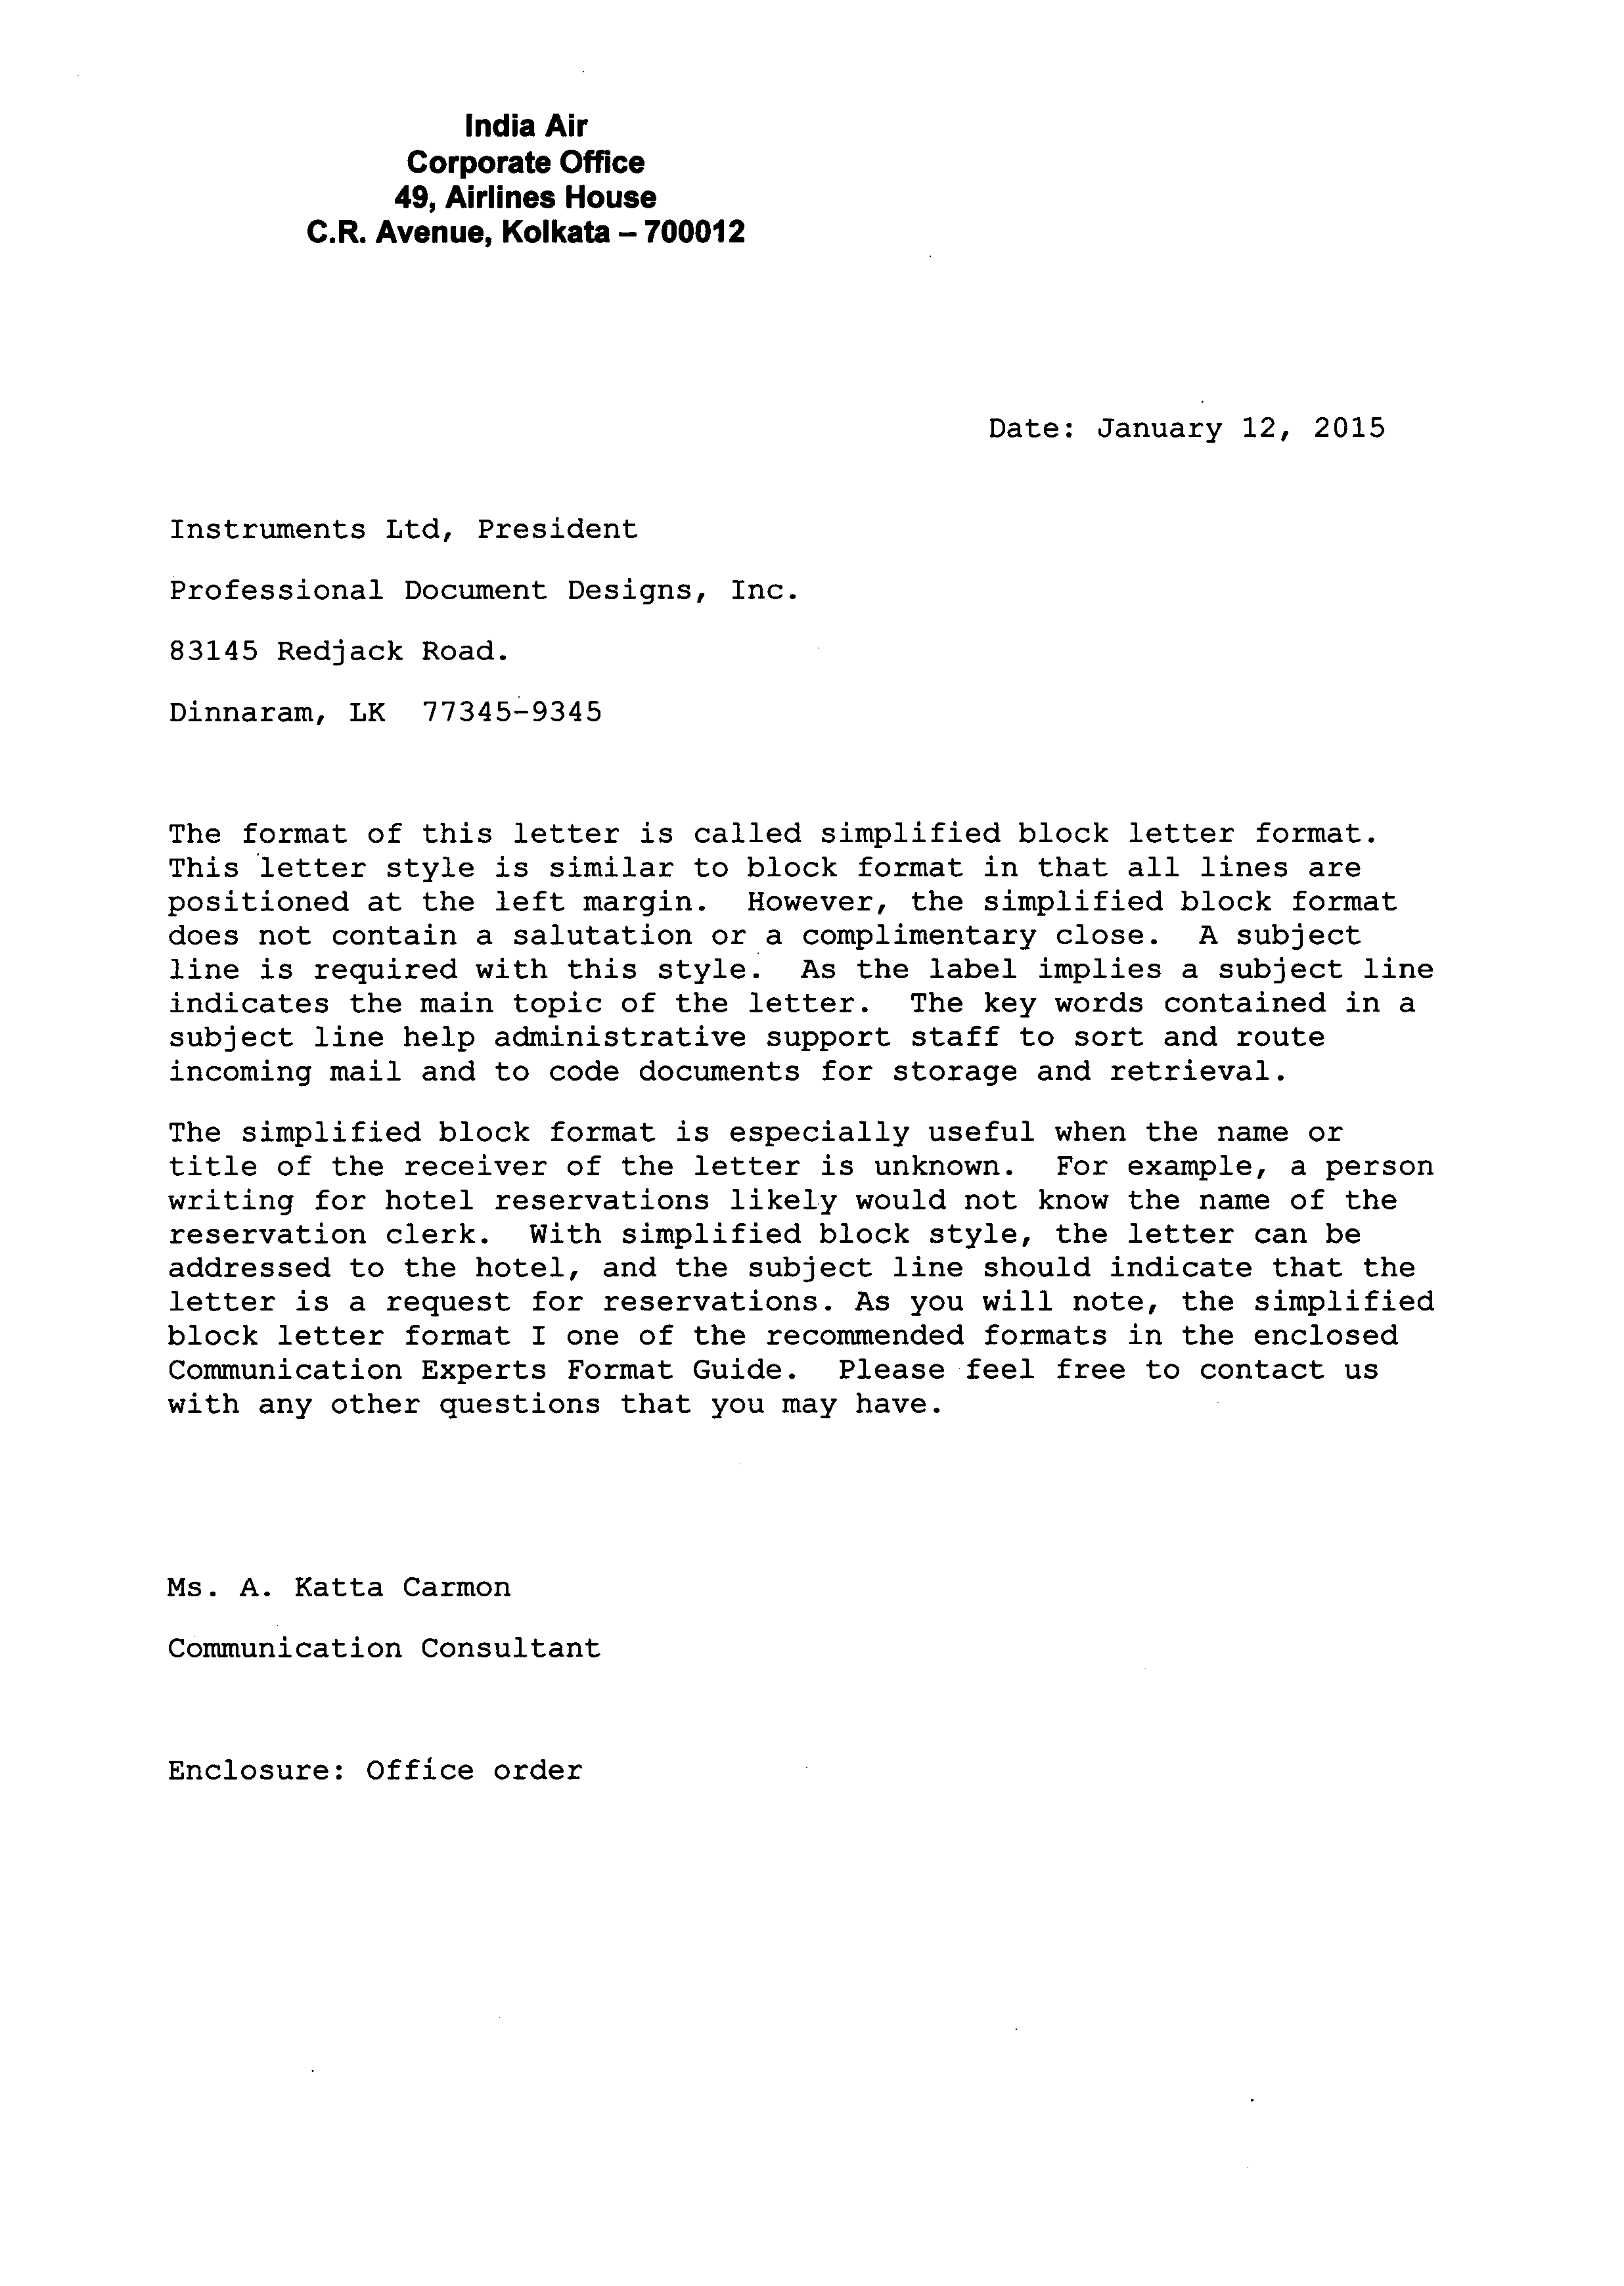 India Air
Corporate Office
49, Airlines House
C.R. Avenue, Kolkata – 700012
Date: January 12, 2015
Instruments Ltd, President
Professional Document Designs, Inc.
83145 Redjack Road.
Dinnaram, LK  77345-9345
The format of this letter is called simplified block letter format.
This letter style is similar to block format in that all lines are
positioned at the left margin.  However, the simplified block format
does not contain a salutation or a complimentary close.  A subject
line is required with this style.  As the label implies a subject line
indicates the main topic of the letter.  The key words contained in a
subject line help administrative support staff to sort and route
incoming mail and to code documents for storage and retrieval.
The simplified block format is especially useful when the name or
title of the receiver of the letter is unknown.  For example, a person
writing for hotel reservations likely would not know the name of the
reservation clerk.  With simplified block style, the letter can be
addressed to the hotel, and the subject line should indicate that the
letter is a request for reservations. As you will note, the simplified
block letter format I one of the recommended formats in the enclosed
Communication Experts Format Guide.  Please feel free to contact us
with any other questions that you may have.
Ms. A. Katta Carmon
Communication Consultant
Enclosure: Office order